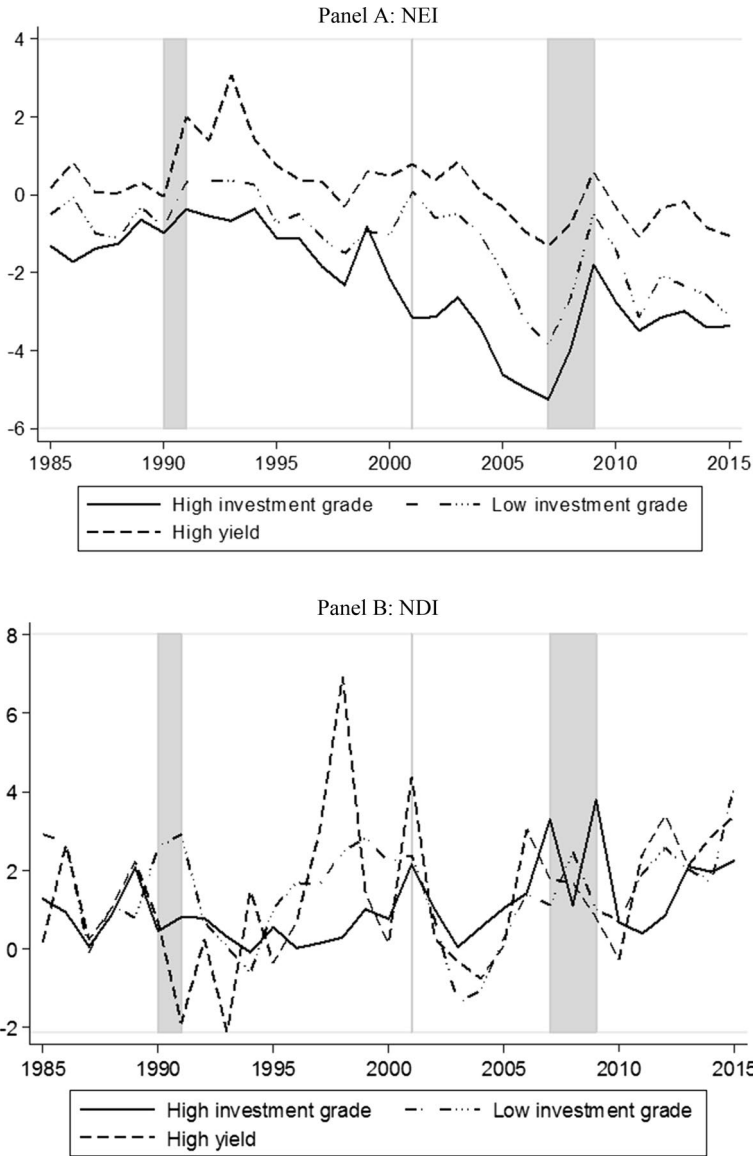 Panel A: NEI
4
2
0
-2
-4
-6
1985 1990 1995 2000 2005 2010 2015
High investment grade Low investment grade
High yield
Panel B: NDI
8
6
4
2
0
-2
1985 1990 1995 2000 2005 2010 2015
High investment grade Low investment grade
High yield